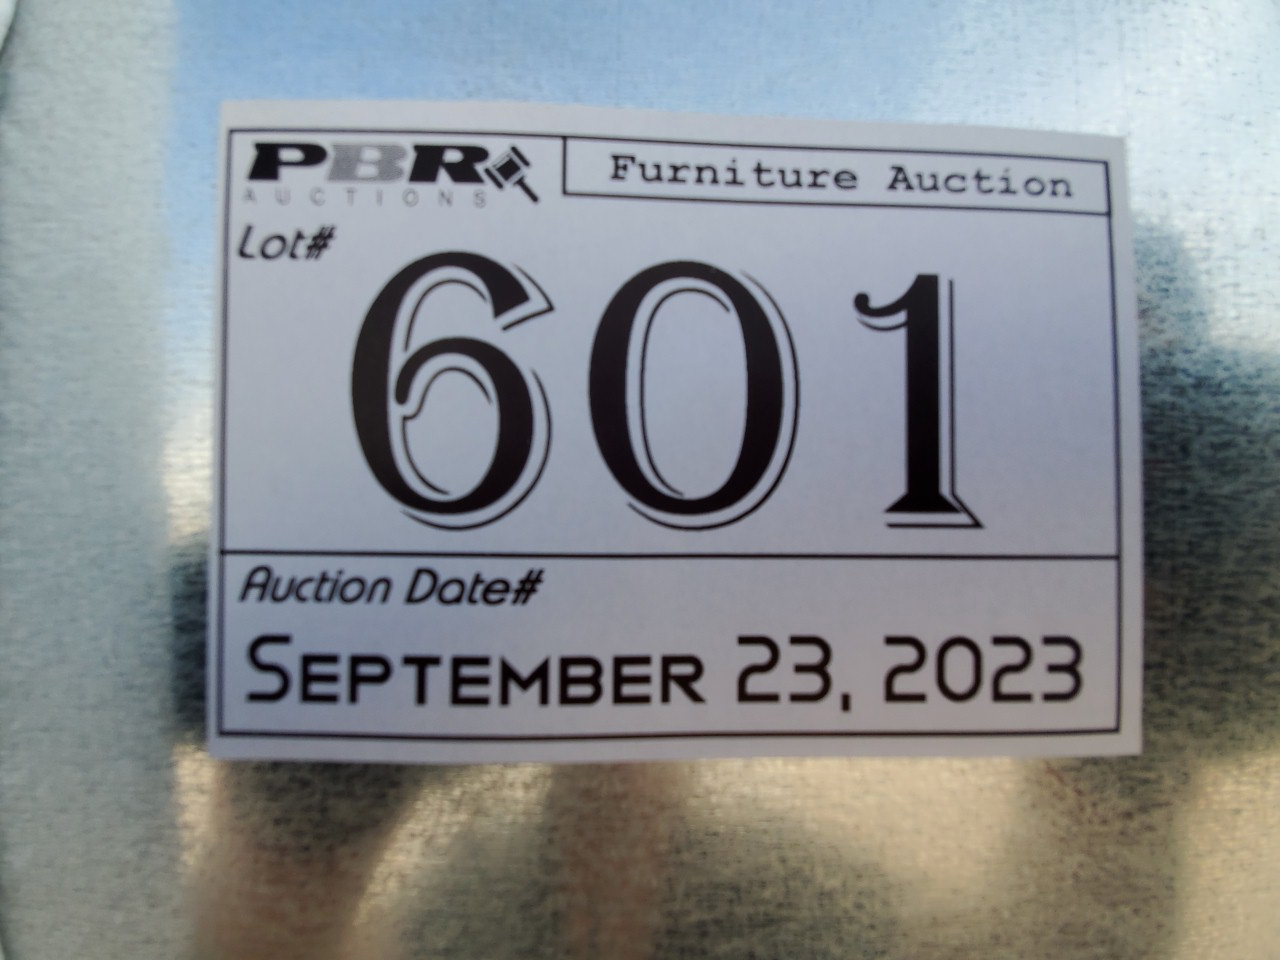 PBR
AUCTIONS
Furniture Auction
Lot#
601
Auction Date#
September 23, 2023